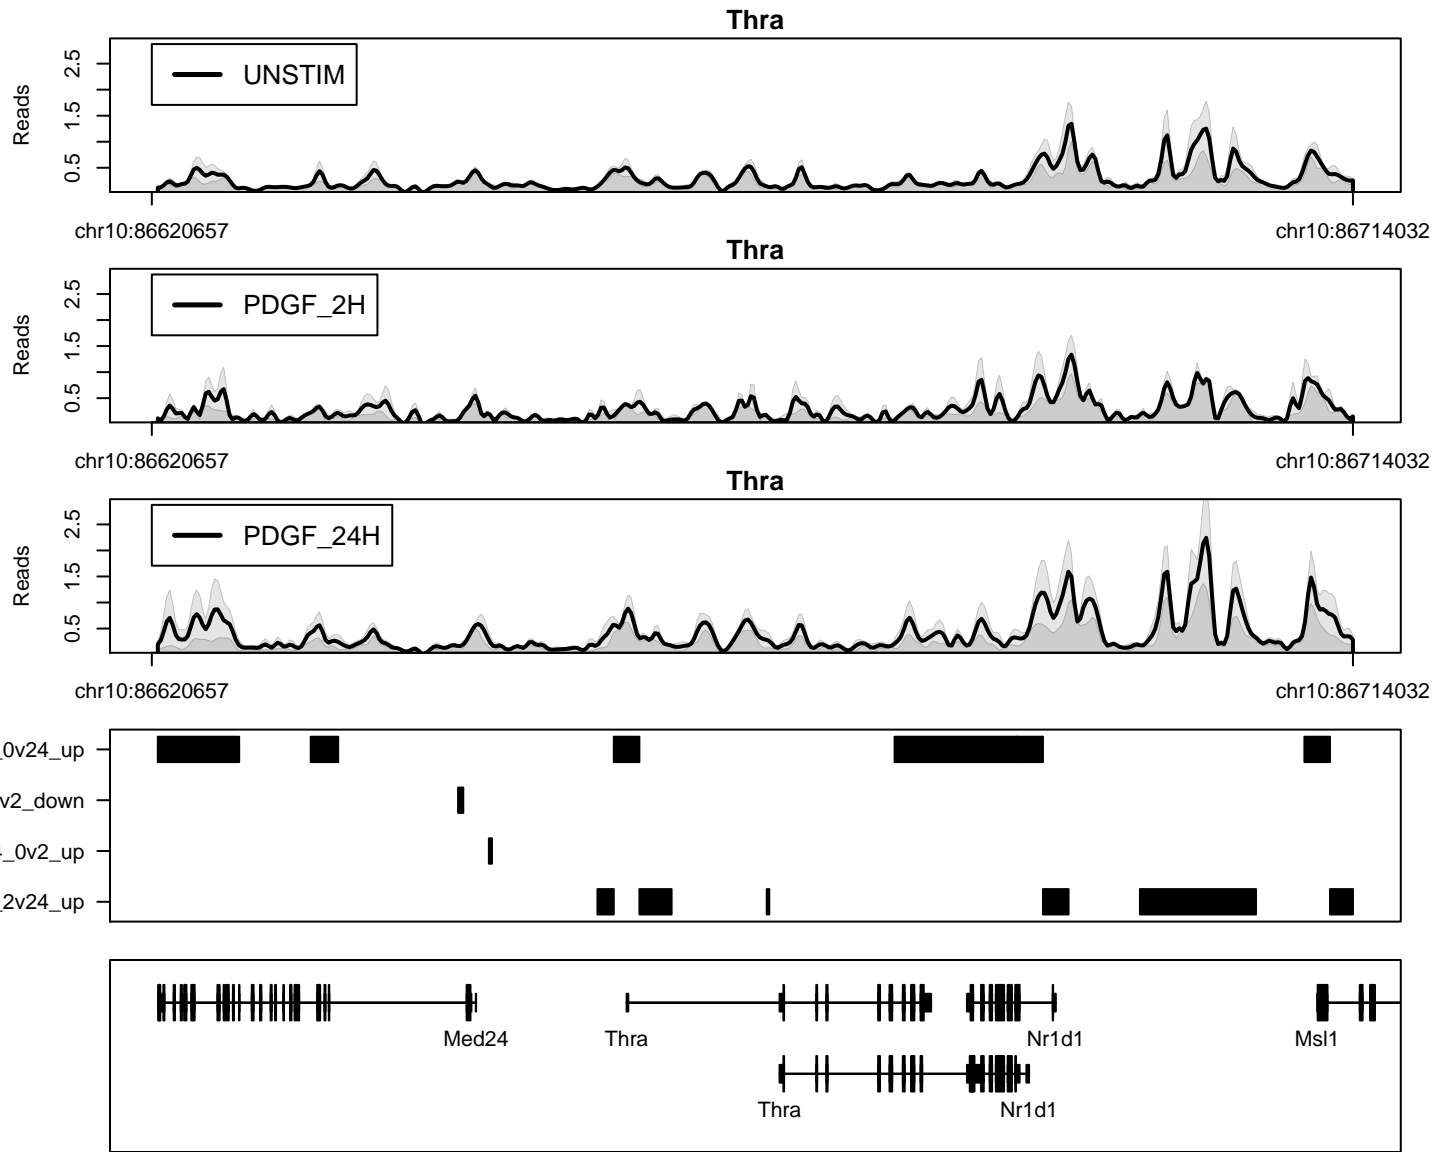 Thra
UNSTIM
Reads
0.5 1.5 2.5
chr10:86620657 chr10:86714032
Thra
PDGF_2H
Reads
0.5 1.5 2.5
chr10:86620657 chr10:86714032
Thra
PDGF_24H
Reads
0.5 1.5 2.5
chr10:86620657 chr10:86714032
_0v24_up
v2_down
_0v2_up
_2v24_up
Med24 Thra Nr1d1 Msl1
Thra Nr1d1